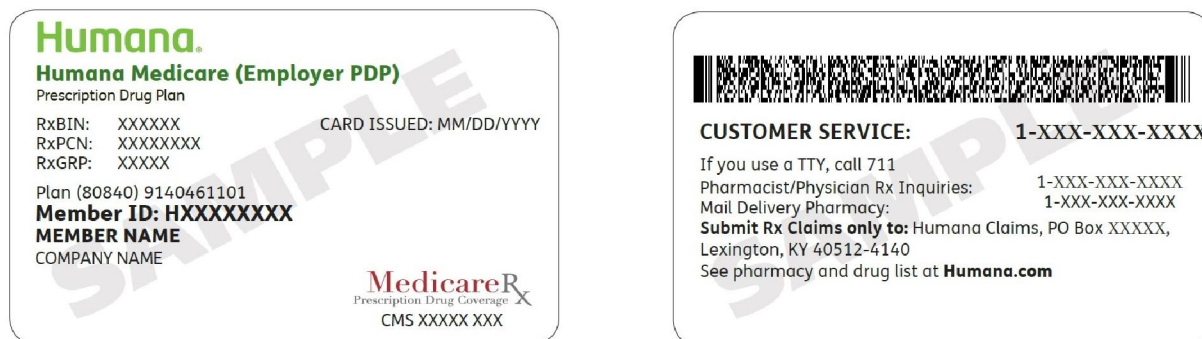 Humana®
Humana Medicare (Employer PDP)
Prescription Drug Plan
RxBIN: XXXXXX
CARD ISSUED: MM/DD/YYYY
RxPCN: XXXXXXXX
RxGRP: XXXXX
Plan (80840) 9140461101
Member ID: HXXXXXXXX
MEMBER NAME
COMPANY NAME
MedicareRx
Prescription Drug Coverage
CMS XXXXX XXX
SAMPLE
CUSTOMER SERVICE: 1-XXX-XXX-XXXX
If you use a TTY, call 711
Pharmacist/Physician Rx Inquiries: 1-XXX-XXX-XXXX
Mail Delivery Pharmacy: 1-XXX-XXX-XXXX
Submit Rx Claims only to: Humana Claims, PO Box XXXXX,
Lexington, KY 40512-4140
See pharmacy and drug list at Humana.com
SAMPLE